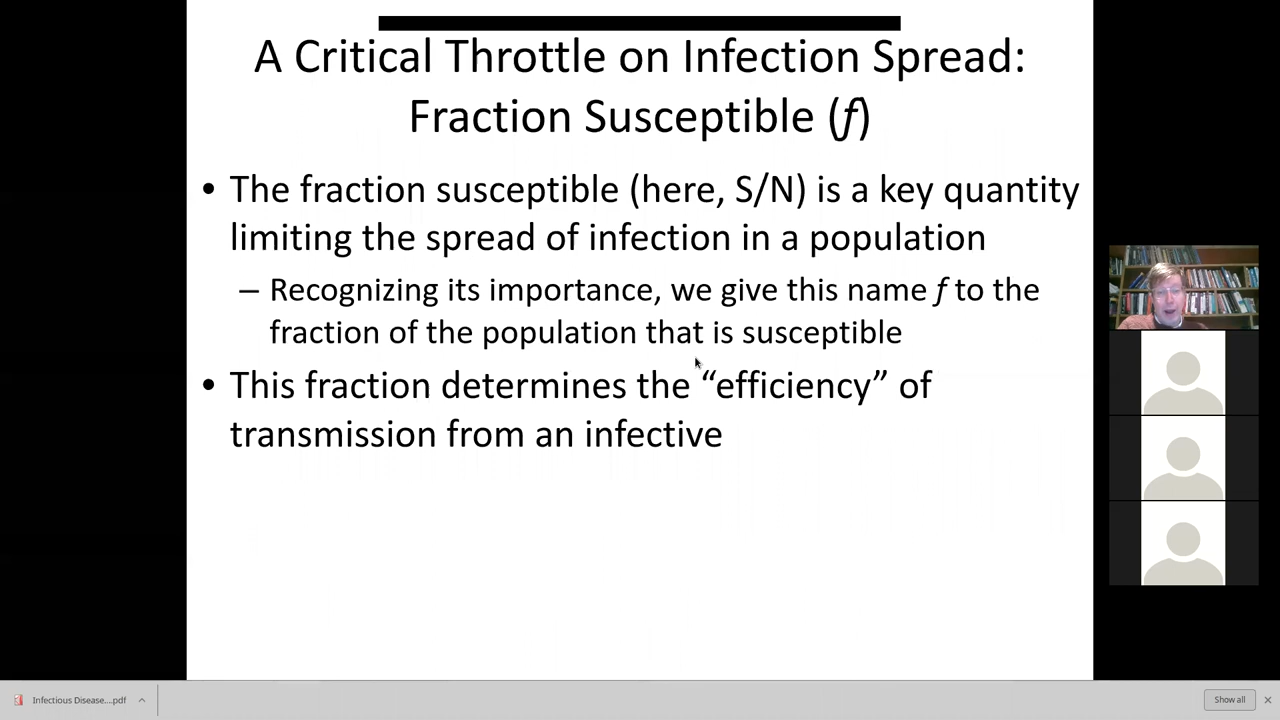 A Critical Throttle on Infection Spread:
Fraction Susceptible (f)
• The fraction susceptible (here, S/N) is a key quantity
limiting the spread of infection in a population
– Recognizing its importance, we give this name f to the
fraction of the population that is susceptible
• This fraction determines the “efficiency” of
transmission from an infective
Infectious Disease....pdf
Show all